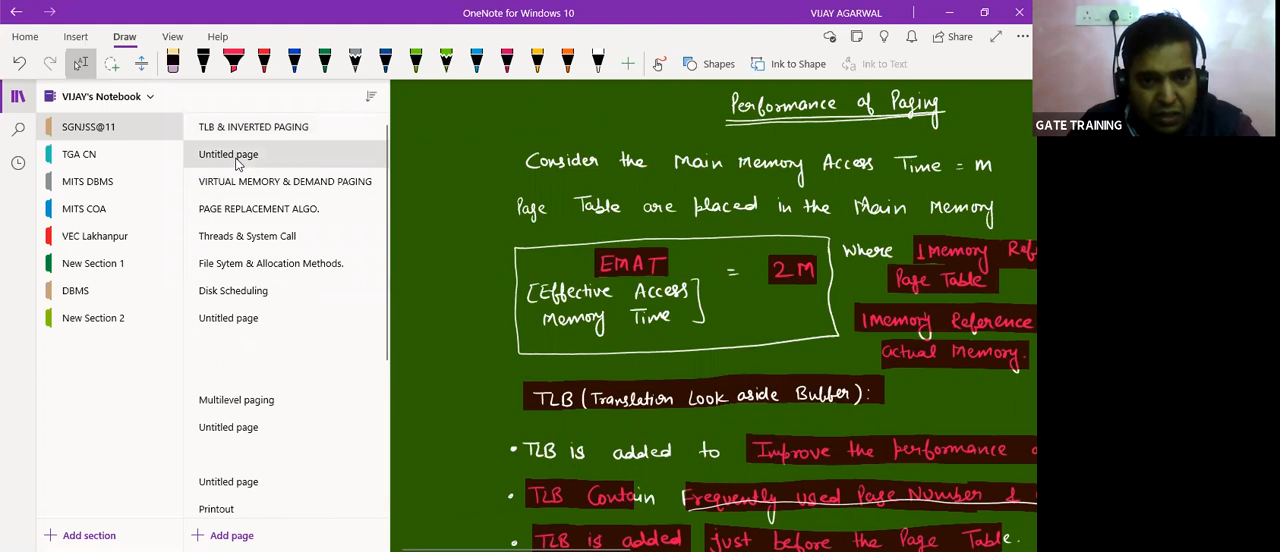 OneNote for Windows 10
VIJAY AGARWAL
Home
Insert
Draw
View
Help
Share
Shapes
Ink to Shape
Ink to Text
VIJAY's Notebook
SGNJSS@11
TGA CN
MITS DBMS
MITS COA
VEC Lakhanpur
New Section 1
DBMS
New Section 2
Add section
TLB & INVERTED PAGING
Untitled page
VIRTUAL MEMORY & DEMAND PAGING
PAGE REPLACEMENT ALGO.
Threads & System Call
File Sytem & Allocation Methods.
Disk Scheduling
Untitled page
Multilevel paging
Untitled page
Untitled page
Printout
Add page
Performance of Paging
Consider the Main Memory Access Time = m
Page Table are placed in the Main Memory
EMAT = 2M
[Effective Access
Memory Time]
Where 1 Memory Refe
Page Table
1 Memory Reference
actual Memory.
TLB (Translation Look aside Buffer):
• TLB is added to Improve the performance
• TLB Contain Frequently used Page Number &
• TLB is added just before the Page Table.
GATE TRAINING